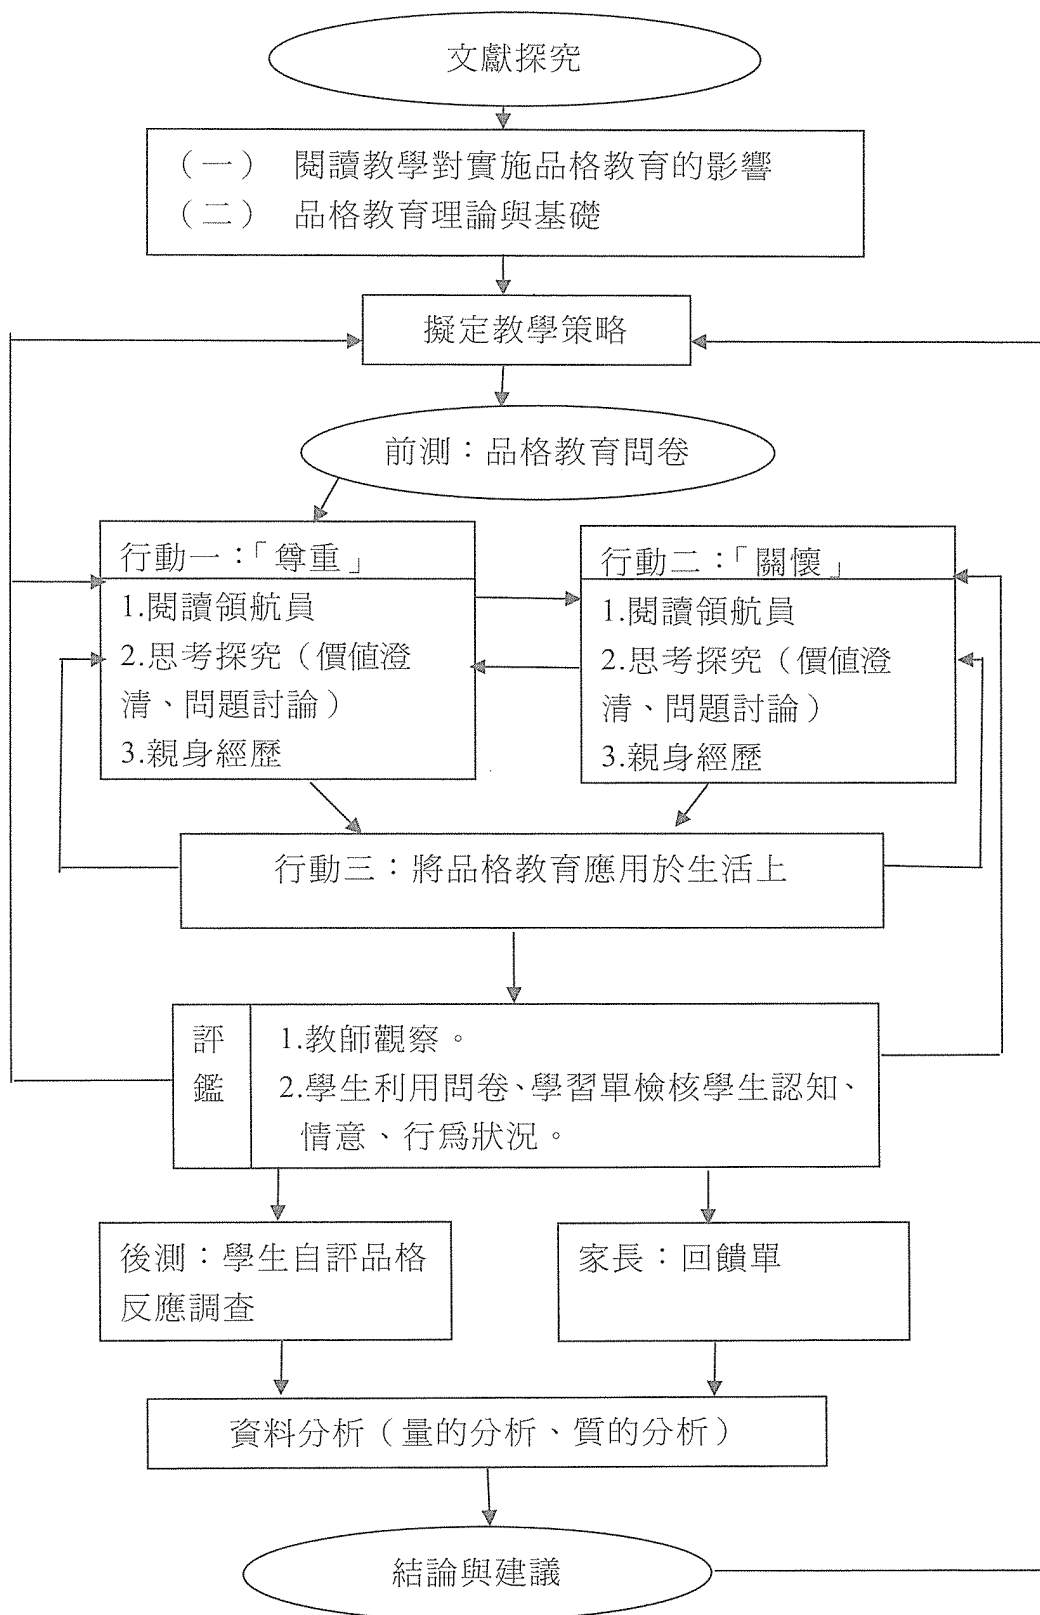 文獻探究
（一） 閱讀教學對實施品格教育的影響
（二） 品格教育理論與基礎
擬定教學策略
前測：品格教育問卷
行動一：「尊重」
1.閱讀領航員
2.思考探究（價值澄
清、問題討論）
3.親身經歷
行動二：「關懷」
1.閱讀領航員
2.思考探究（價值澄
清、問題討論）
3.親身經歷
行動三：將品格教育應用於生活上
評
鑑
1.教師觀察。
2.學生利用問卷、學習單檢核學生認知、
情意、行為狀況。
後測：學生自評品格
反應調查
家長：回饋單
資料分析（量的分析、質的分析）
結論與建議